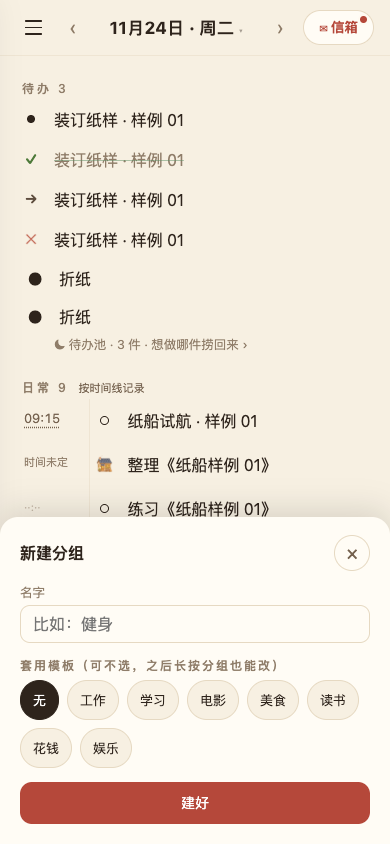 11月24日 · 周二
信箱
待办 3
装订纸样 · 样例 01
装订纸样 · 样例 01
装订纸样 · 样例 01
装订纸样 · 样例 01
折纸
折纸
待办池 · 3 件 · 想做哪件捞回来 ›
日常 9 按时间线记录
09:15 纸船试航 · 样例 01
时间未定 整理《纸船样例 01》
--:-- 练习《纸船样例 01》
新建分组
名字
比如：健身
套用模板（可不选，之后长按分组也能改）
无 工作 学习 电影 美食 读书
花钱 娱乐
建好